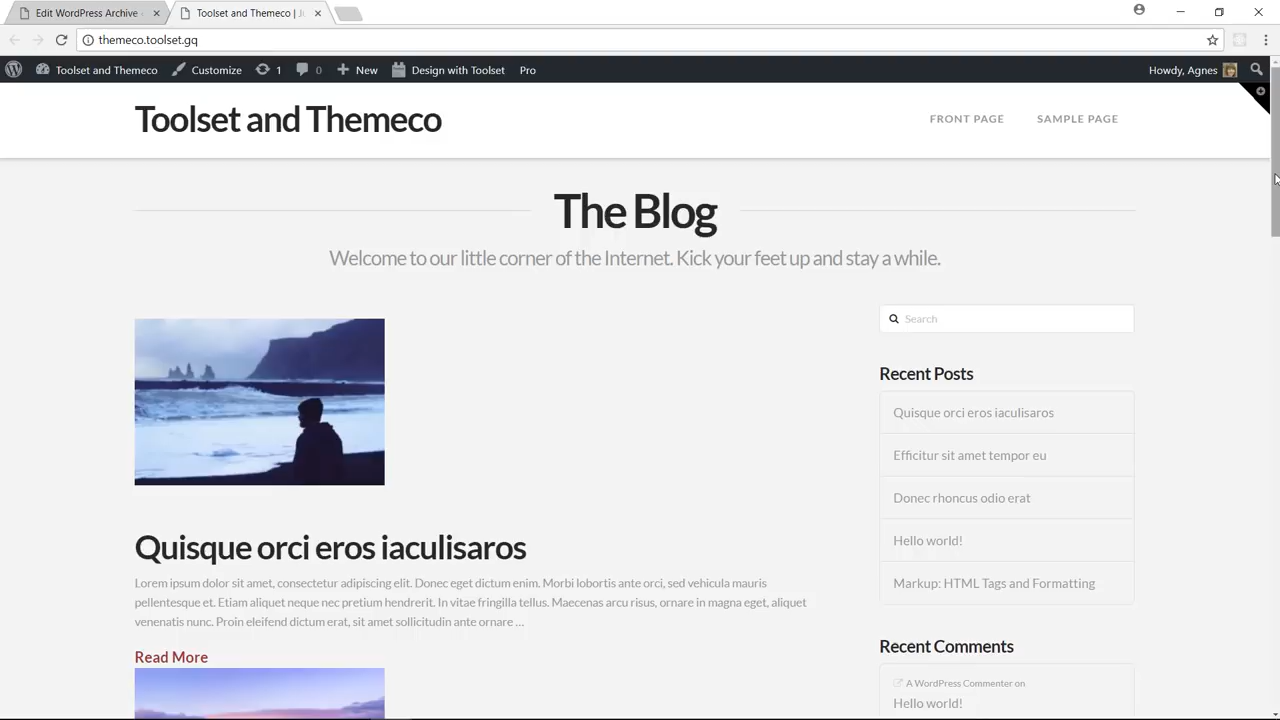 Edit WordPress Archive
Toolset and Themeco |
themeco.toolset.gq
Toolset and Themeco
Customize
1
0
New
Design with Toolset
Pro
Howdy, Agnes
Toolset and Themeco
FRONT PAGE
SAMPLE PAGE
The Blog
Welcome to our little corner of the Internet. Kick your feet up and stay a while.
Search
Recent Posts
Quisque orci eros iaculisaros
Efficitur sit amet tempor eu
Donec rhoncus odio erat
Hello world!
Markup: HTML Tags and Formatting
Quisque orci eros iaculisaros
Lorem ipsum dolor sit amet, consectetur adipiscing elit. Donec eget dictum enim. Morbi lobortis ante orci, sed vehicula mauris
pellentesque et. Etiam aliquet neque nec pretium hendrerit. In vitae fringilla tellus. Maecenas arcu risus, ornare in magna eget, aliquet
venenatis nunc. Proin eleifend dictum erat, sit amet sollicitudin ante ornare ...
Read More
Recent Comments
A WordPress Commenter on
Hello world!